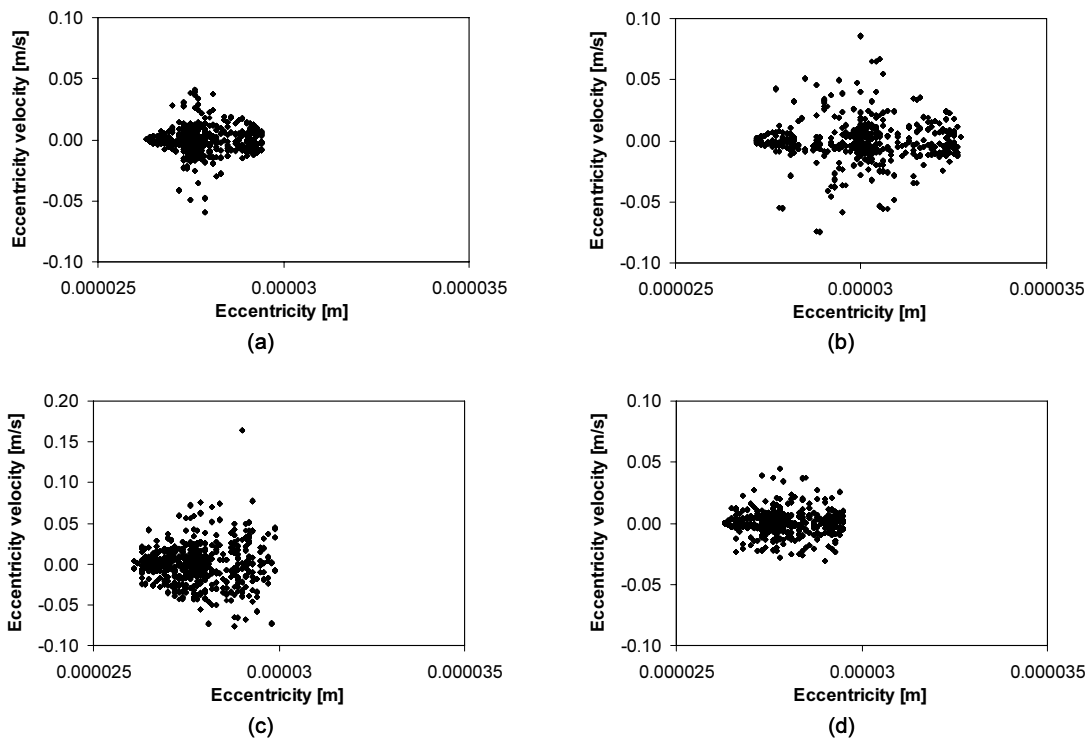 0.10
0.05
0.00
-0.05
-0.10
Eccentricity velocity [m/s]
0.000025 0.00003 0.000035
Eccentricity [m]
(a)
0.10
0.05
0.00
-0.05
-0.10
Eccentricity velocity [m/s]
0.000025 0.00003 0.000035
Eccentricity [m]
(b)
0.20
0.15
0.10
0.05
0.00
-0.05
-0.10
Eccentricity velocity [m/s]
0.000025 0.00003 0.000035
Eccentricity [m]
(c)
0.10
0.05
0.00
-0.05
-0.10
Eccentricity velocity [m/s]
0.000025 0.00003 0.000035
Eccentricity [m]
(d)